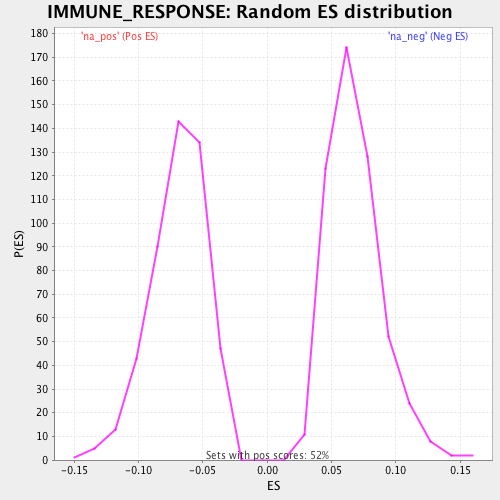 IMMUNE_RESPONSE: Random ES distribution
'na_pos' (Pos ES)
'na_neg' (Neg ES)
180
170
160
150
140
130
120
110
100
90
80
70
60
50
40
30
20
10
0
P(ES)
Sets with pos scores: 52%
-0.15 -0.10 -0.05 0.00 0.05 0.10 0.15
ES